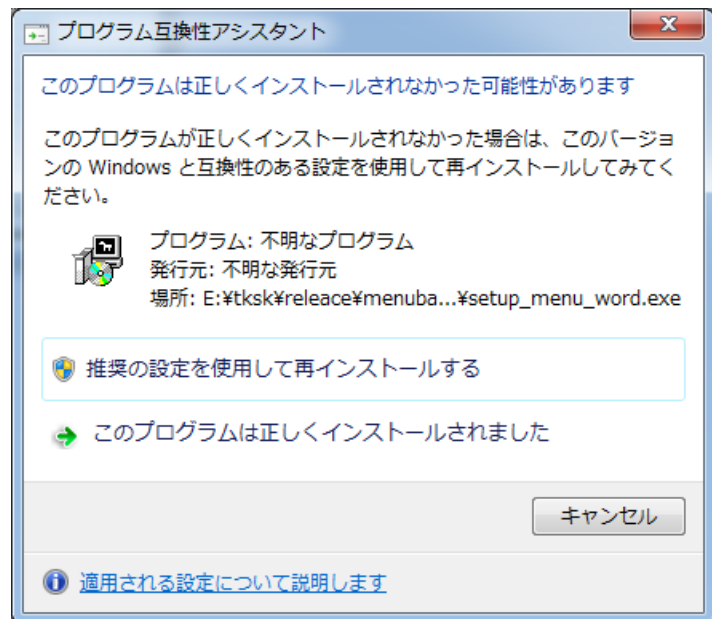 プログラム互換性アシスタント
このプログラムは正しくインストールされなかった可能性があります
このプログラムが正しくインストールされなかった場合は、このバージョ
ンの Windows と互換性のある設定を使用して再インストールしてみてく
ださい。
プログラム: 不明なプログラム
発行元: 不明な発行元
場所: E:¥tksk¥releace¥menuba...¥setup_menu_word.exe
推奨の設定を使用して再インストールする
このプログラムは正しくインストールされました
キャンセル
適用される設定について説明します